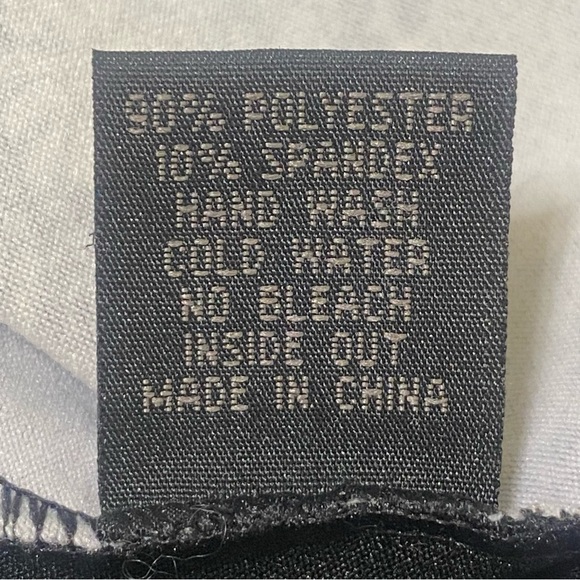 90% POLYESTER
10% SPANDEX
HAND WASH
COLD WATER
NO BLEACH
INSIDE OUT
MADE IN CHINA